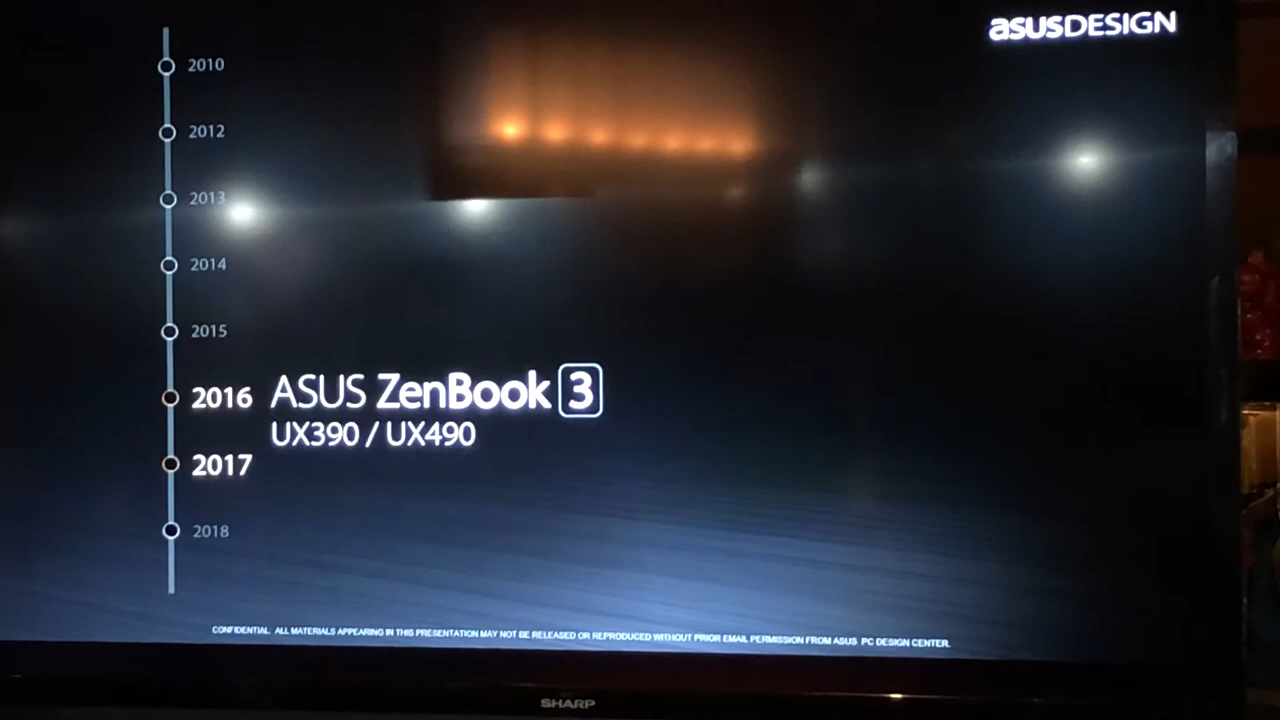 asusDESIGN
2010
2012
2013
2014
2015
2016 ASUS ZenBook 3
UX390 / UX490
2017
2018
CONFIDENTIAL: ALL MATERIALS APPEARING IN THIS PRESENTATION MAY NOT BE RELEASED OR REPRODUCED WITHOUT PRIOR EMAIL PERMISSION FROM ASUS PC DESIGN CENTER.
SHARP